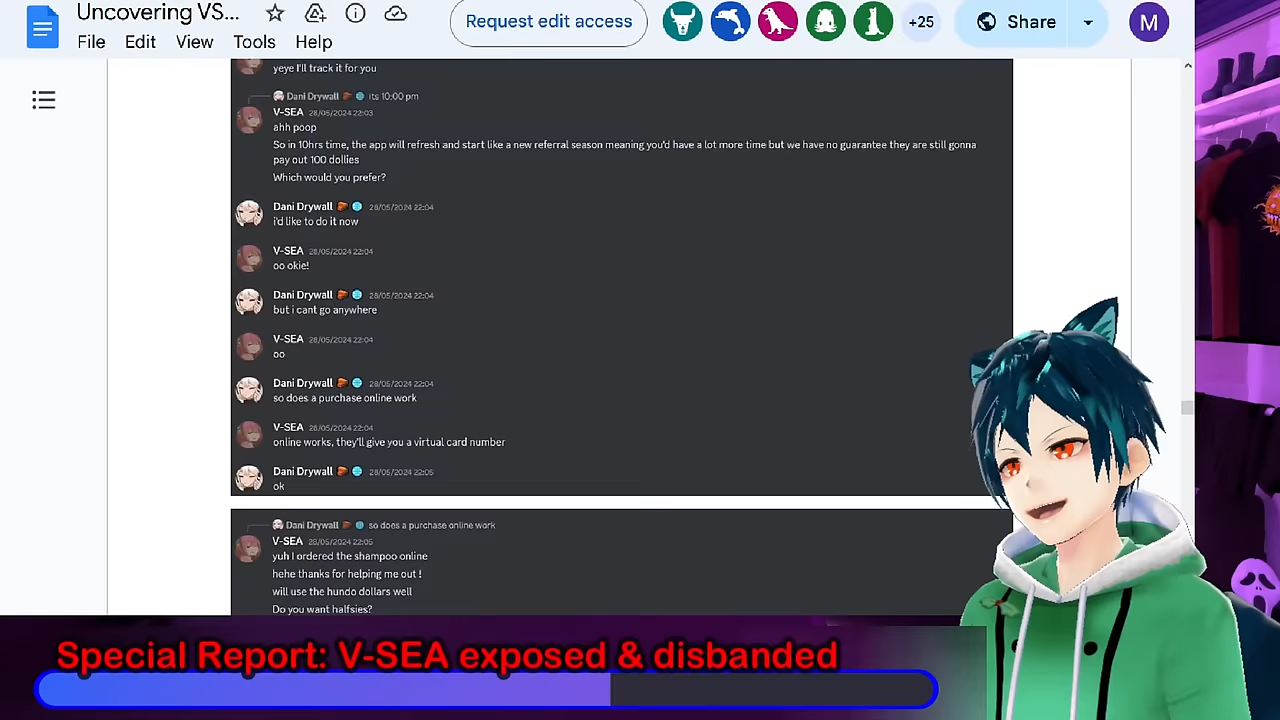 Uncovering VS...
Request edit access
+25
Share
M
File Edit View Tools Help
yeye I'll track it for you
Dani Drywall its 10:00 pm
V-SEA 28/05/2024 22:03
ahh poop
So in 10hrs time, the app will refresh and start like a new referral season meaning you'd have a lot more time but we have no guarantee they are still gonna
pay out 100 dollies
Which would you prefer?
Dani Drywall 28/05/2024 22:04
i'd like to do it now
V-SEA 28/05/2024 22:04
oo okie!
Dani Drywall 28/05/2024 22:04
but i cant go anywhere
V-SEA 28/05/2024 22:04
oo
Dani Drywall 28/05/2024 22:04
so does a purchase online work
V-SEA 28/05/2024 22:04
online works, they'll give you a virtual card number
Dani Drywall 28/05/2024 22:05
ok
Dani Drywall so does a purchase online work
V-SEA 28/05/2024 22:05
yuh I ordered the shampoo online
hehe thanks for helping me out !
will use the hundo dollars well
Do you want halfsies?
Special Report: V-SEA exposed & disbanded